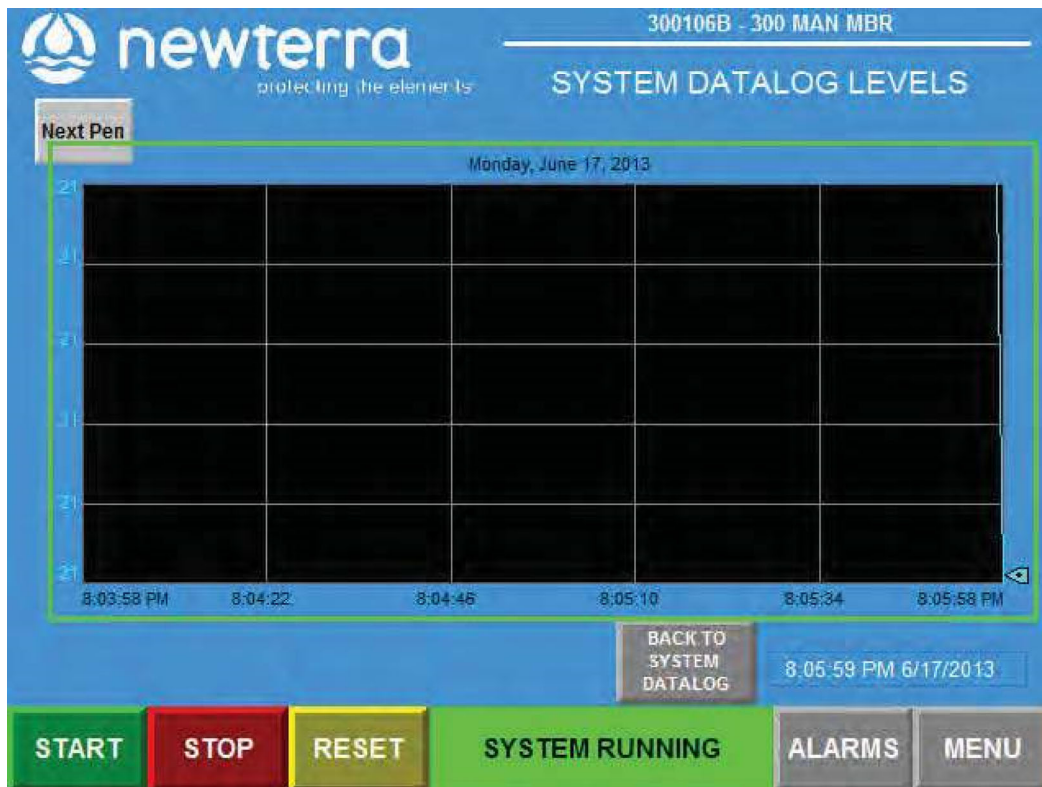 newterra
protecting the elements
300106B - 300 MAN MBR
SYSTEM DATALOG LEVELS
Next Pen
Monday, June 17, 2013
21
21
21
21
21
21
8:03:58 PM 8:04:22 8:04:46 8:05:10 8:05:34 8:05:58 PM
BACK TO
SYSTEM
DATALOG
8:05:59 PM 6/17/2013
START STOP RESET SYSTEM RUNNING ALARMS MENU